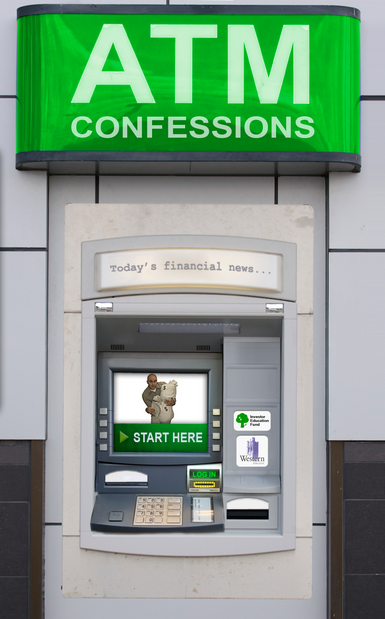 ATM
CONFESSIONS
Today's financial news...
START HERE
Investor
Education
Fund
LOG IN
Western